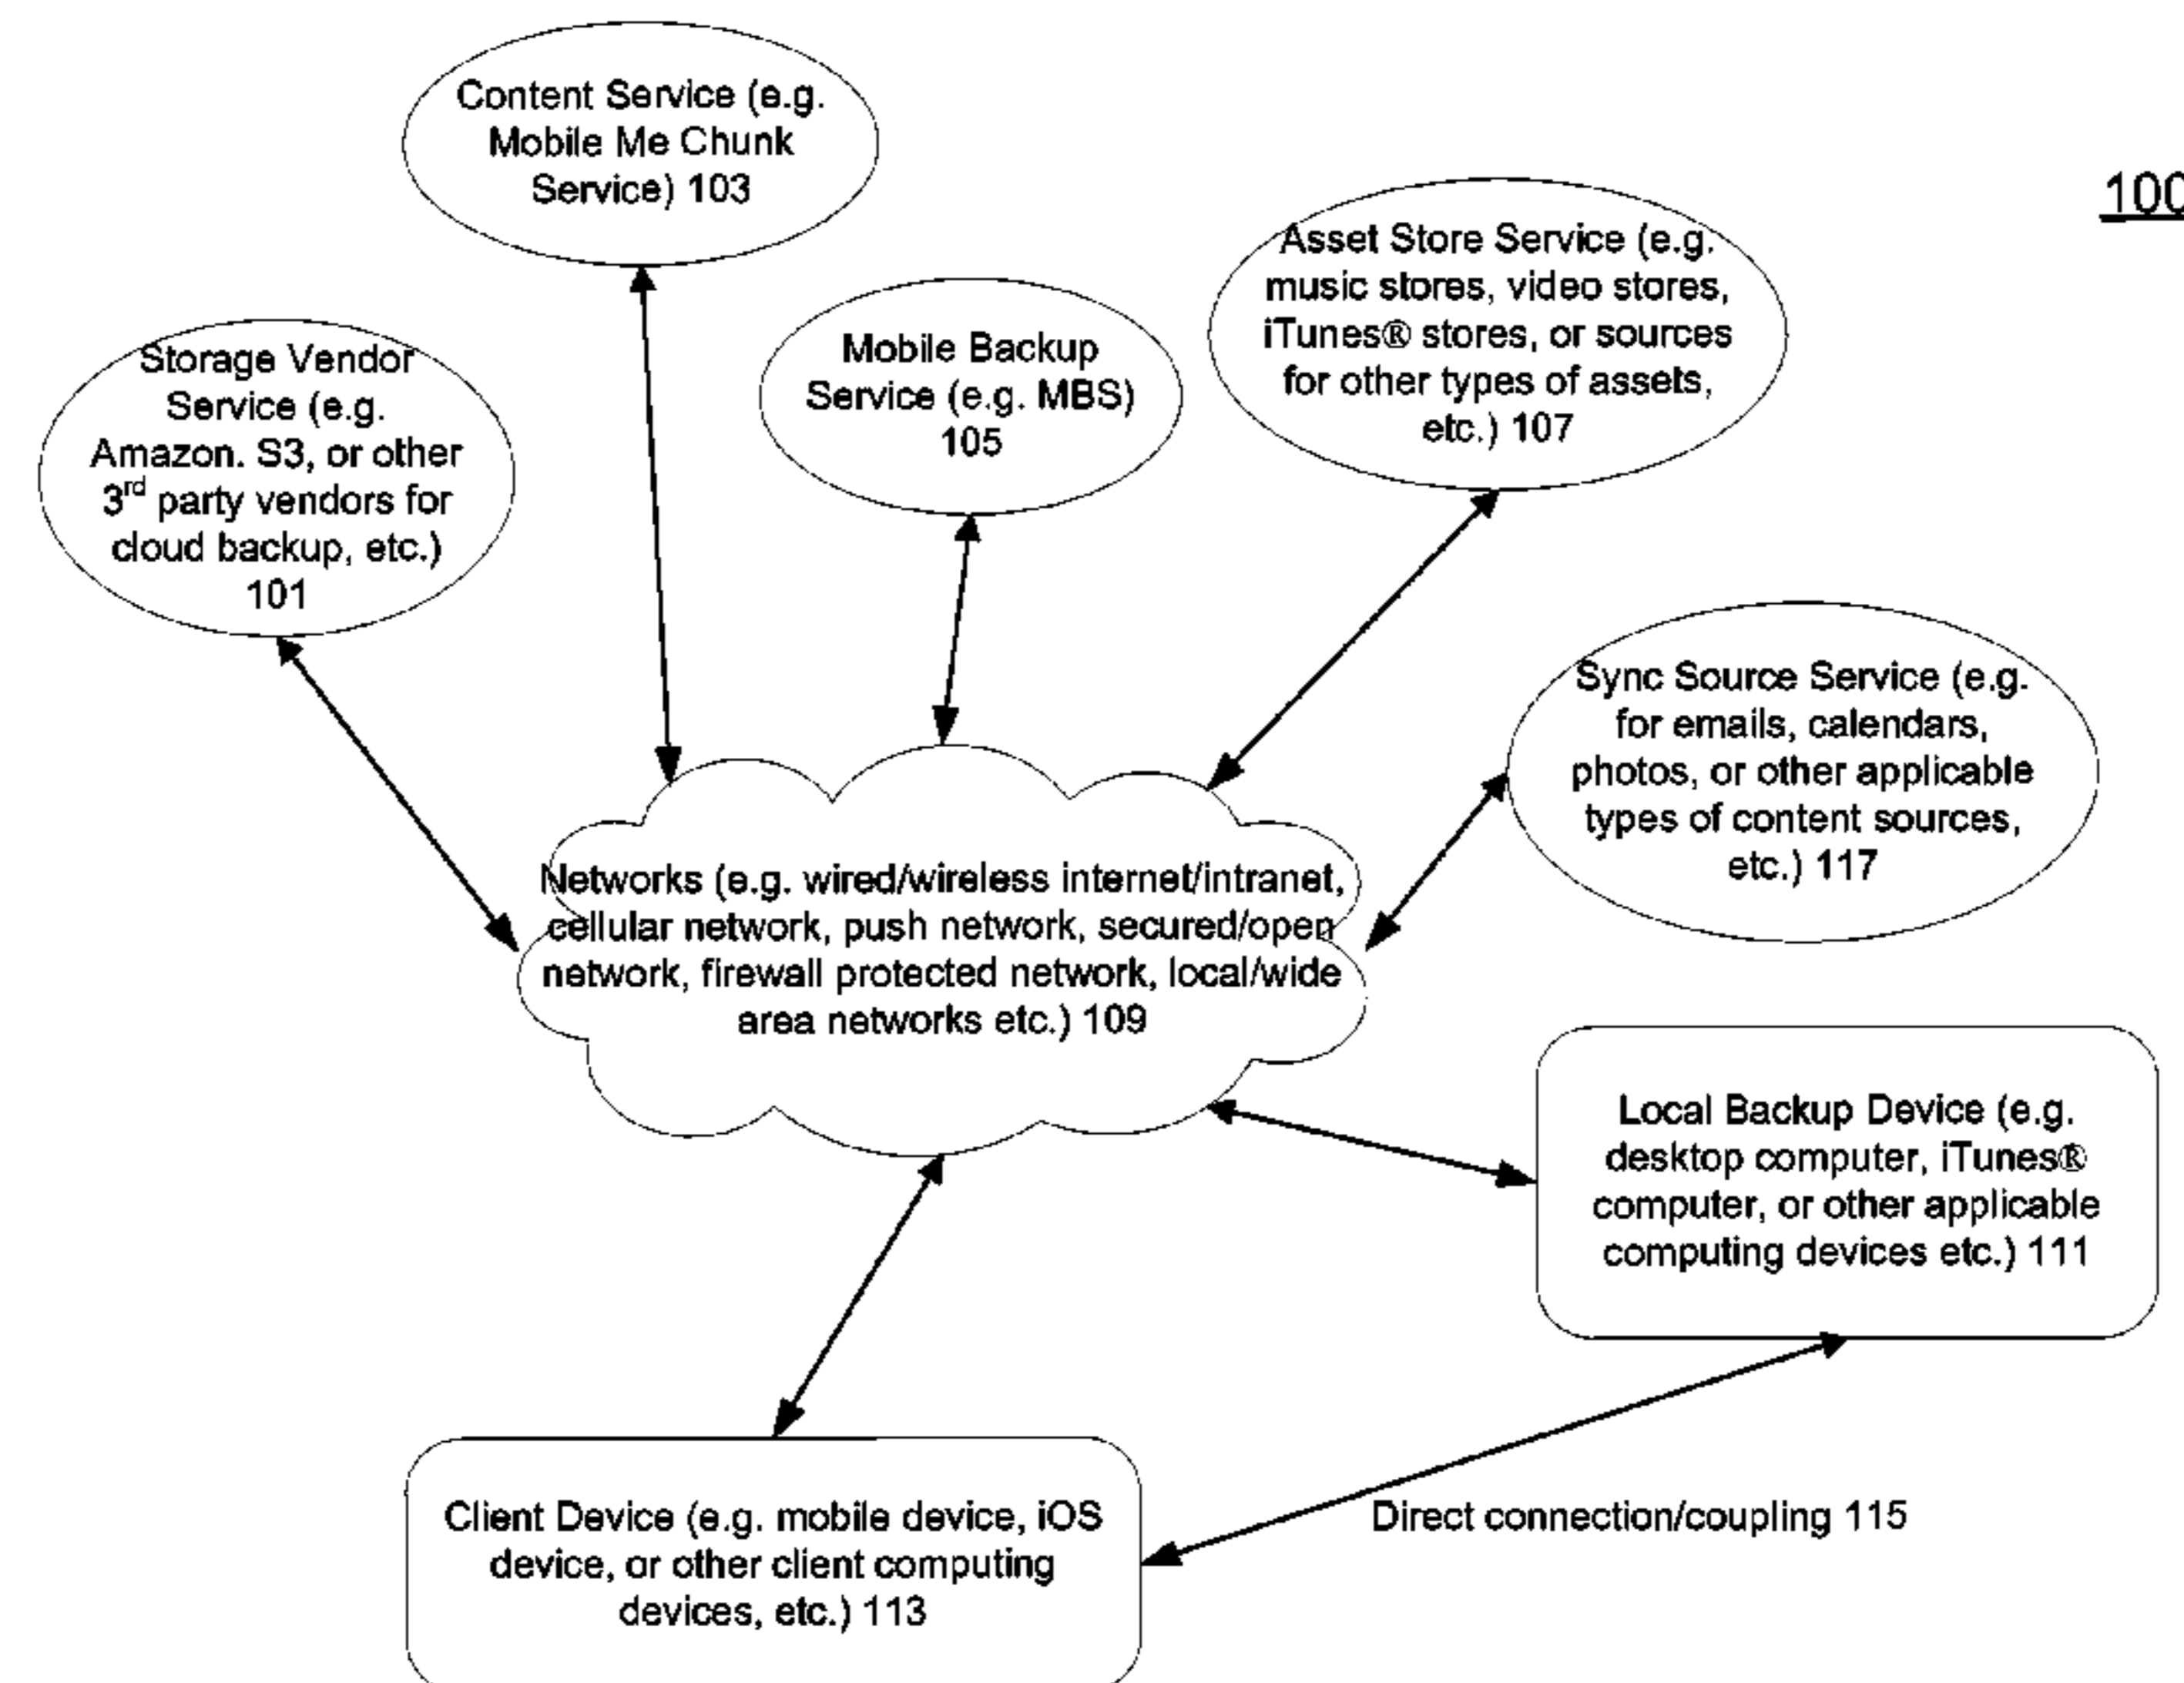 Content Service (e.g.
Mobile Me Chunk
Service) 103
100
Asset Store Service (e.g.
music stores, video stores,
iTunes® stores, or sources
for other types of assets,
etc.) 107
Mobile Backup
Service (e.g. MBS)
105
Storage Vendor
Service (e.g.
Amazon. S3, or other
3rd party vendors for
cloud backup, etc.)
101
Sync Source Service (e.g.
for emails, calendars,
photos, or other applicable
types of content sources,
etc.) 117
Networks (e.g. wired/wireless internet/intranet,
cellular network, push network, secured/open
network, firewall protected network, local/wide
area networks etc.) 109
Local Backup Device (e.g.
desktop computer, iTunes®
computer, or other applicable
computing devices etc.) 111
Client Device (e.g. mobile device, iOS
device, or other client computing
devices, etc.) 113
Direct connection/coupling 115